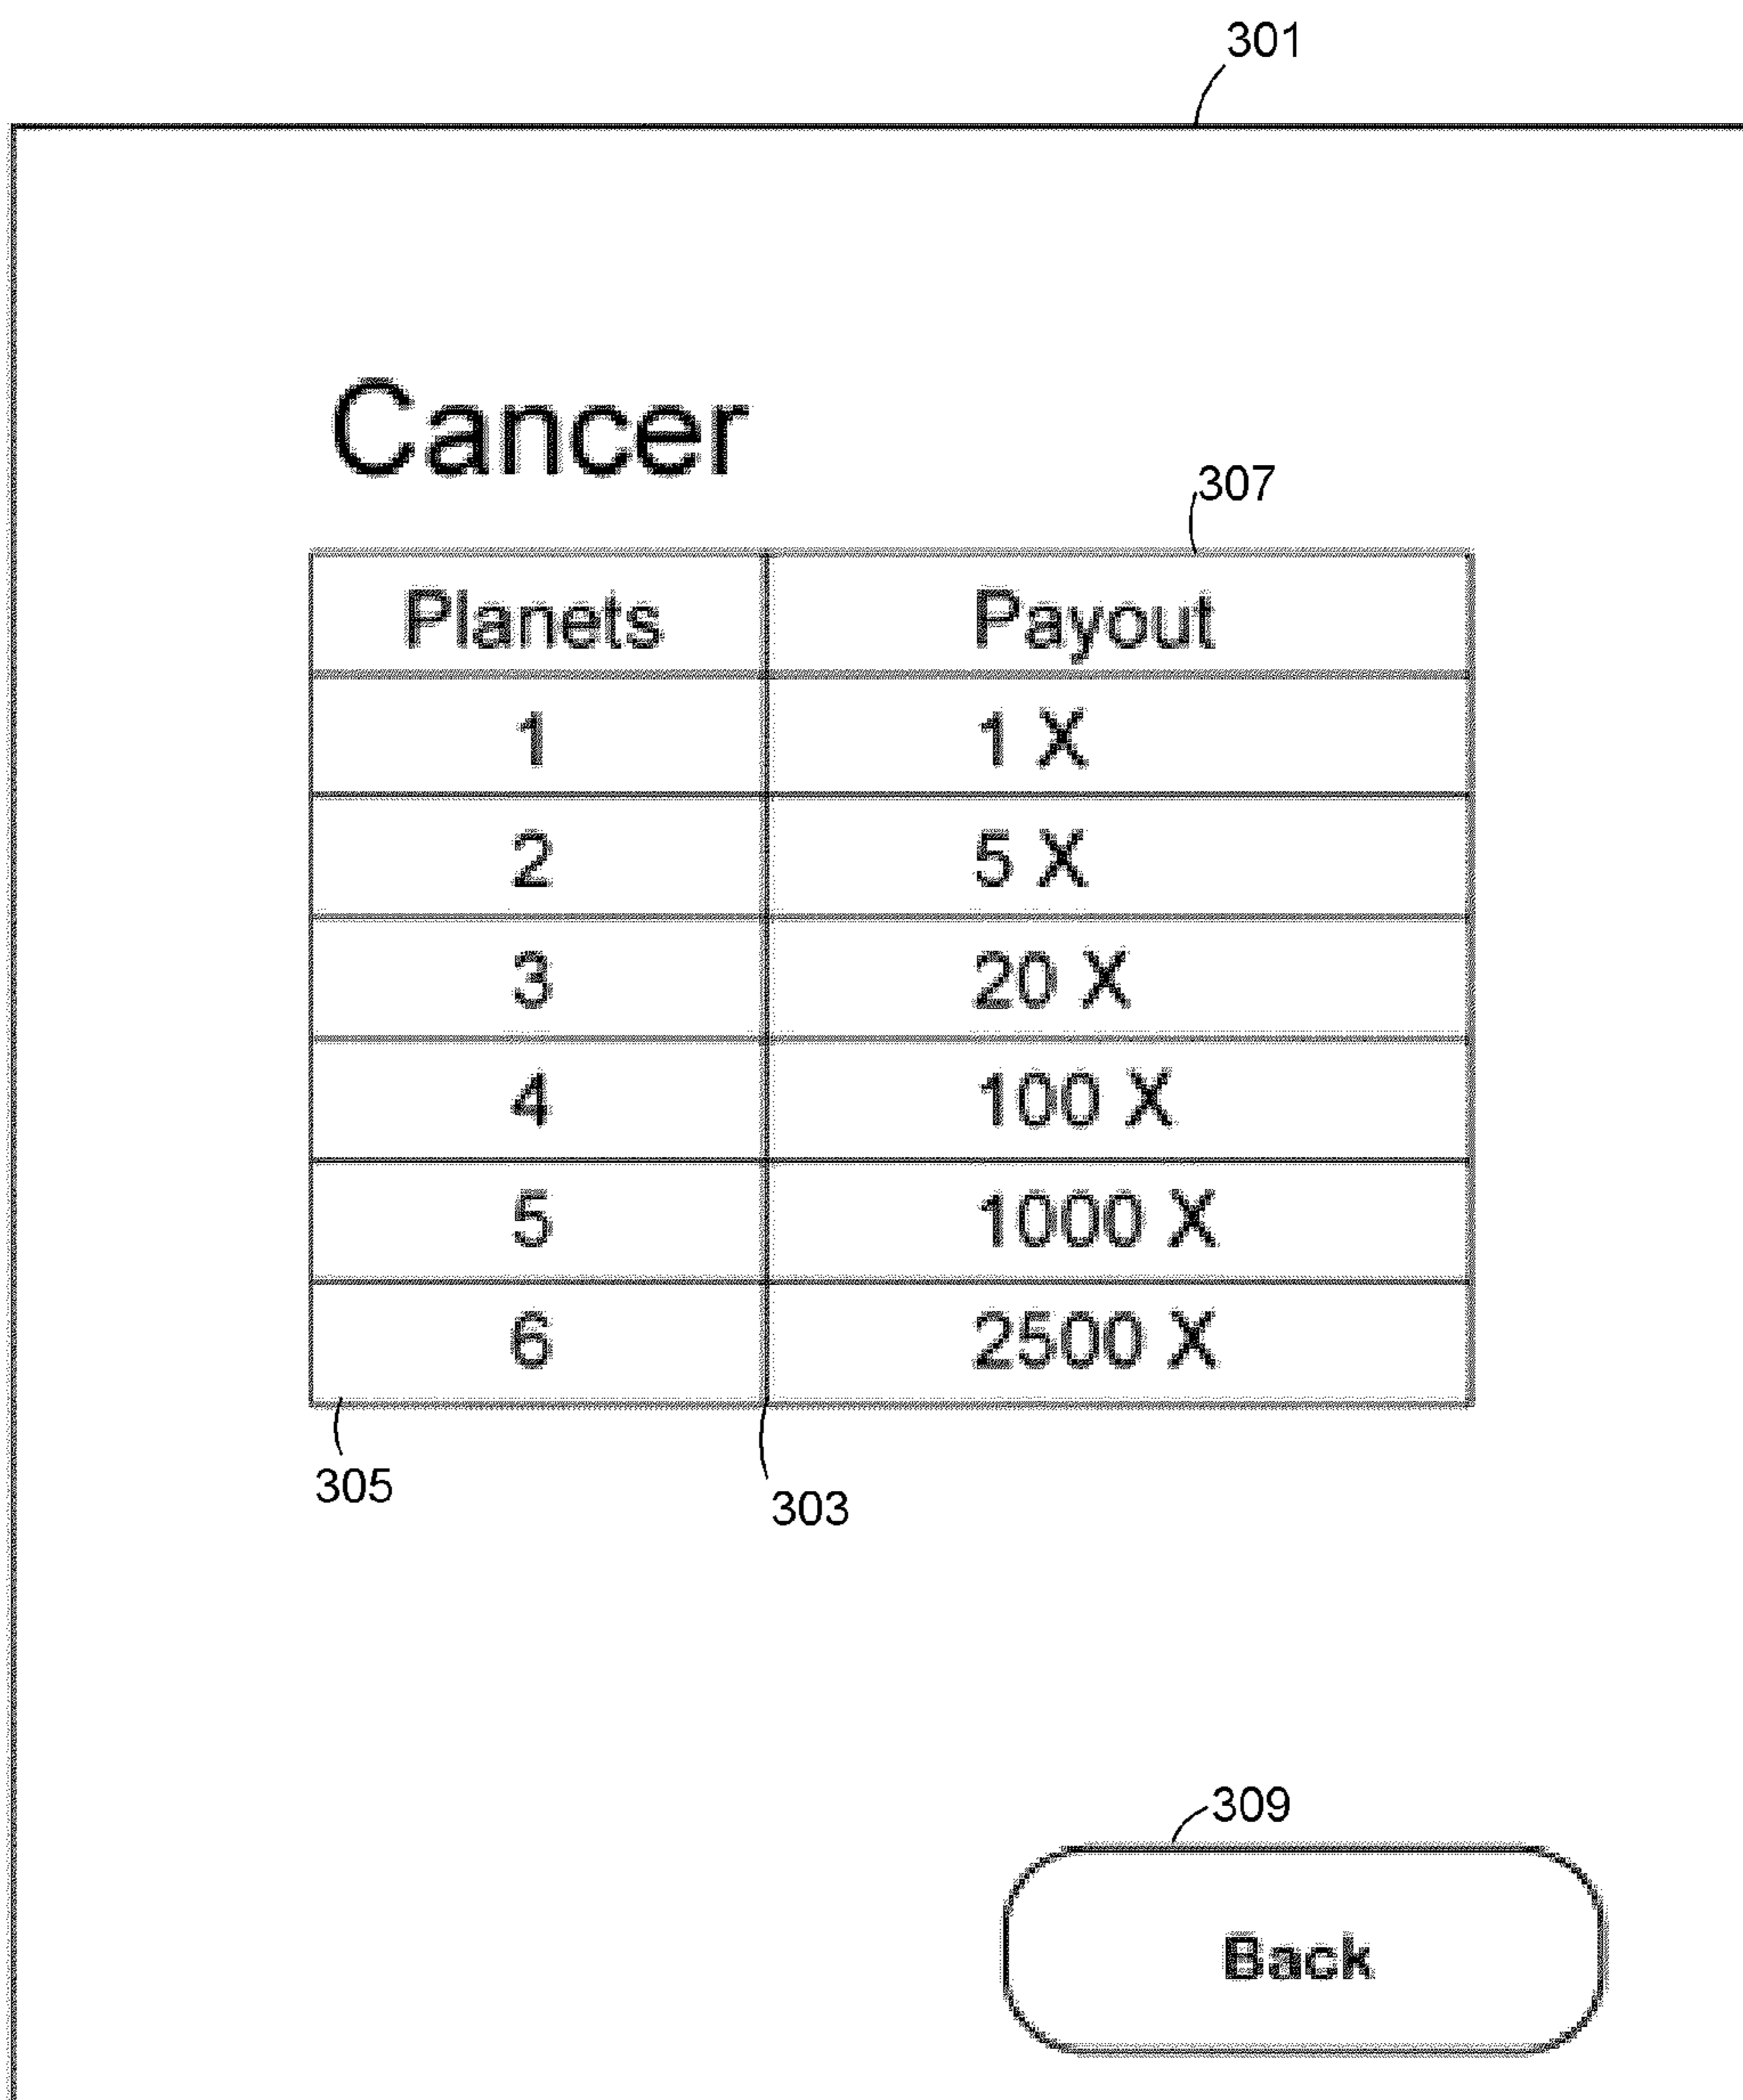 301
Cancer
307
Planets Payout
1 1 X
2 5 X
3 20 X
4 100 X
5 1000 X
6 2500 X
305
303
309
Back